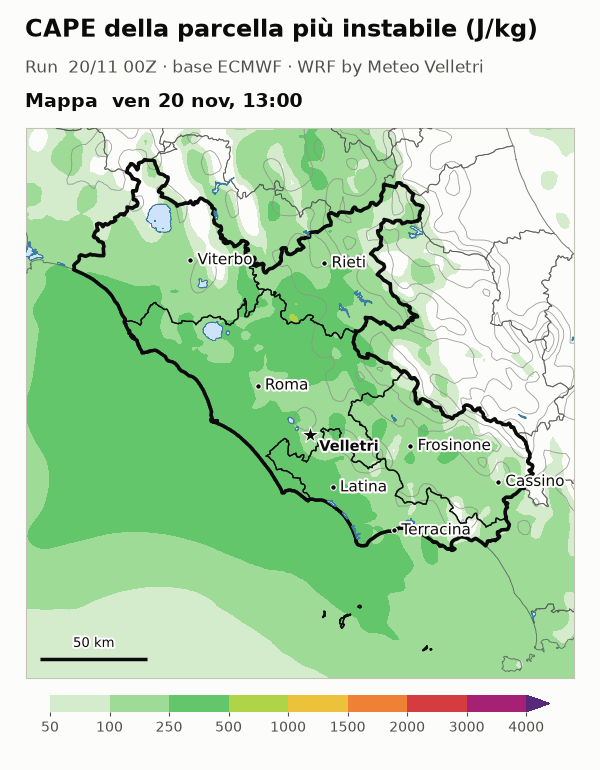 CAPE della parcella più instabile (J/kg)
Run  20/11 00Z · base ECMWF · WRF by Meteo Velletri
Mappa  ven 20 nov, 13:00
Viterbo
Rieti
Roma
Velletri
Frosinone
Latina
Cassino
Terracina
50 km
50 100 250 500 1000 1500 2000 3000 4000